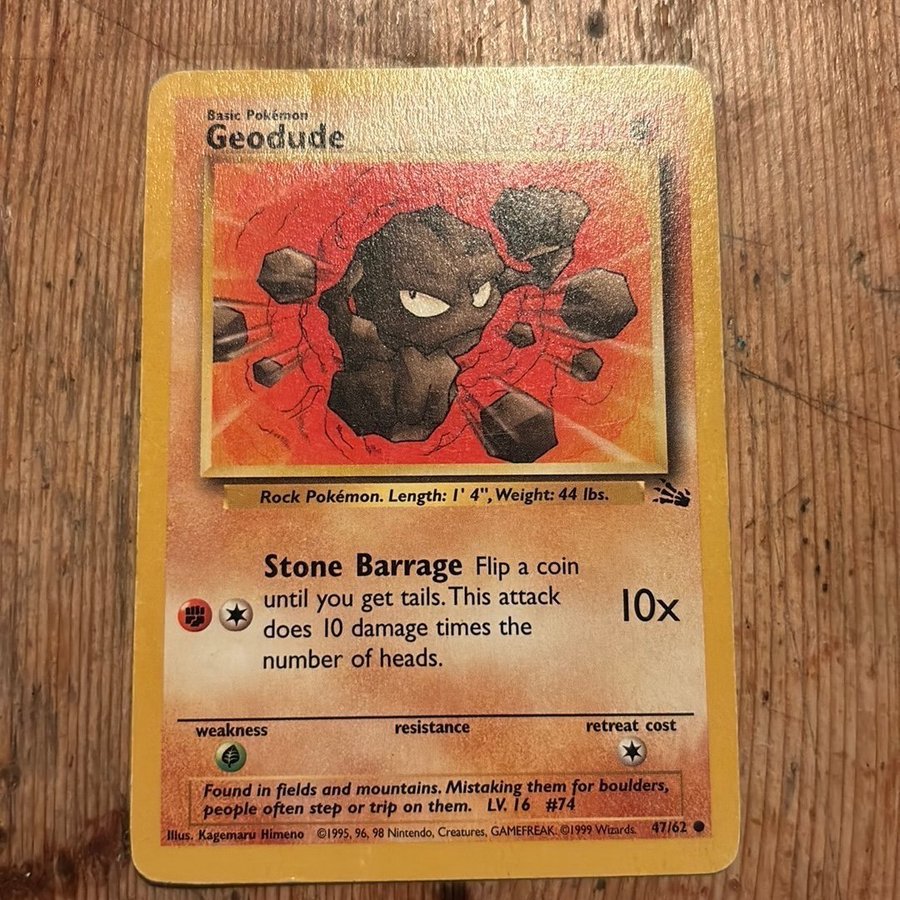 Basic Pokémon
Geodude
Rock Pokémon. Length: 1' 4", Weight: 44 lbs.
Stone Barrage Flip a coin
until you get tails. This attack
does 10 damage times the
number of heads.
10x
weakness resistance retreat cost
Found in fields and mountains. Mistaking them for boulders,
people often step or trip on them. LV. 16 #74
Illus. Kagemaru Himeno ©1995, 96, 98 Nintendo, Creatures, GAMEFREAK. ©1999 Wizards. 47/62